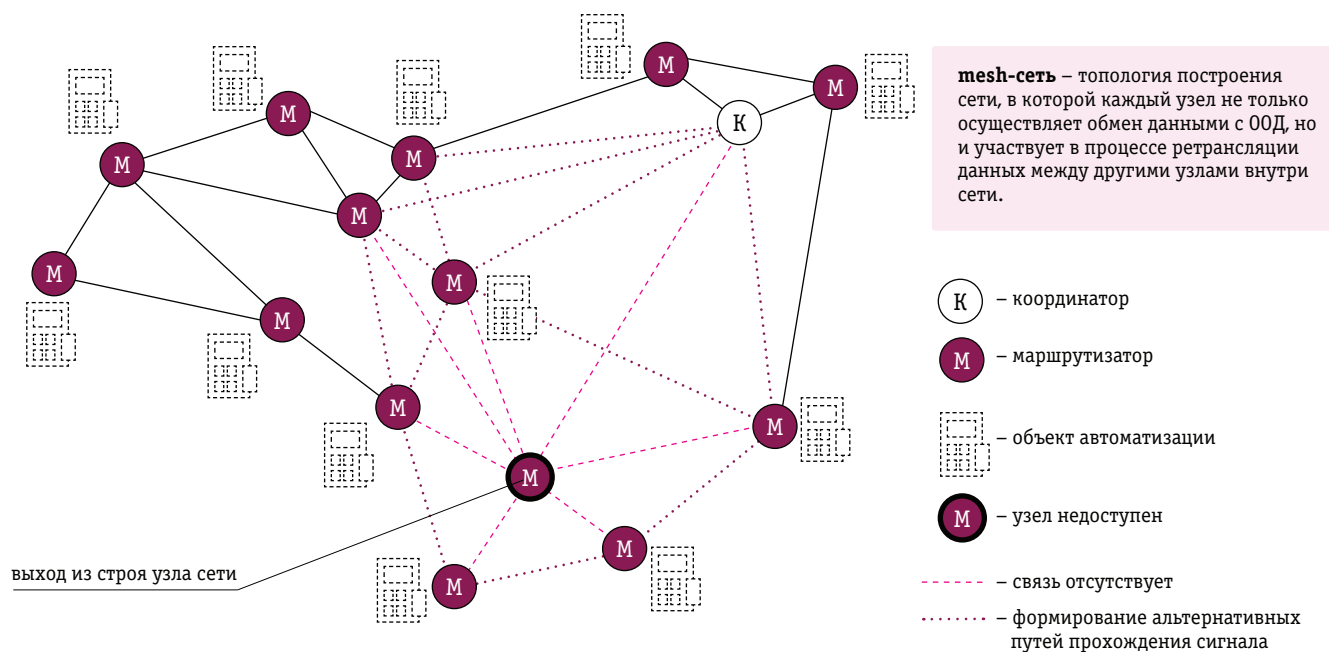 М
М
М
М
К
М
М
М
М
М
М
М
М
М
М
М
выход из строя узла сети
mesh-сеть – топология построения
сети, в которой каждый узел не только
осуществляет обмен данными с ООД, но
и участвует в процессе ретрансляции
данных между другими узлами внутри
сети.
К – координатор
М – маршрутизатор
– объект автоматизации
М – узел недоступен
– связь отсутствует
– формирование альтернативных
путей прохождения сигнала